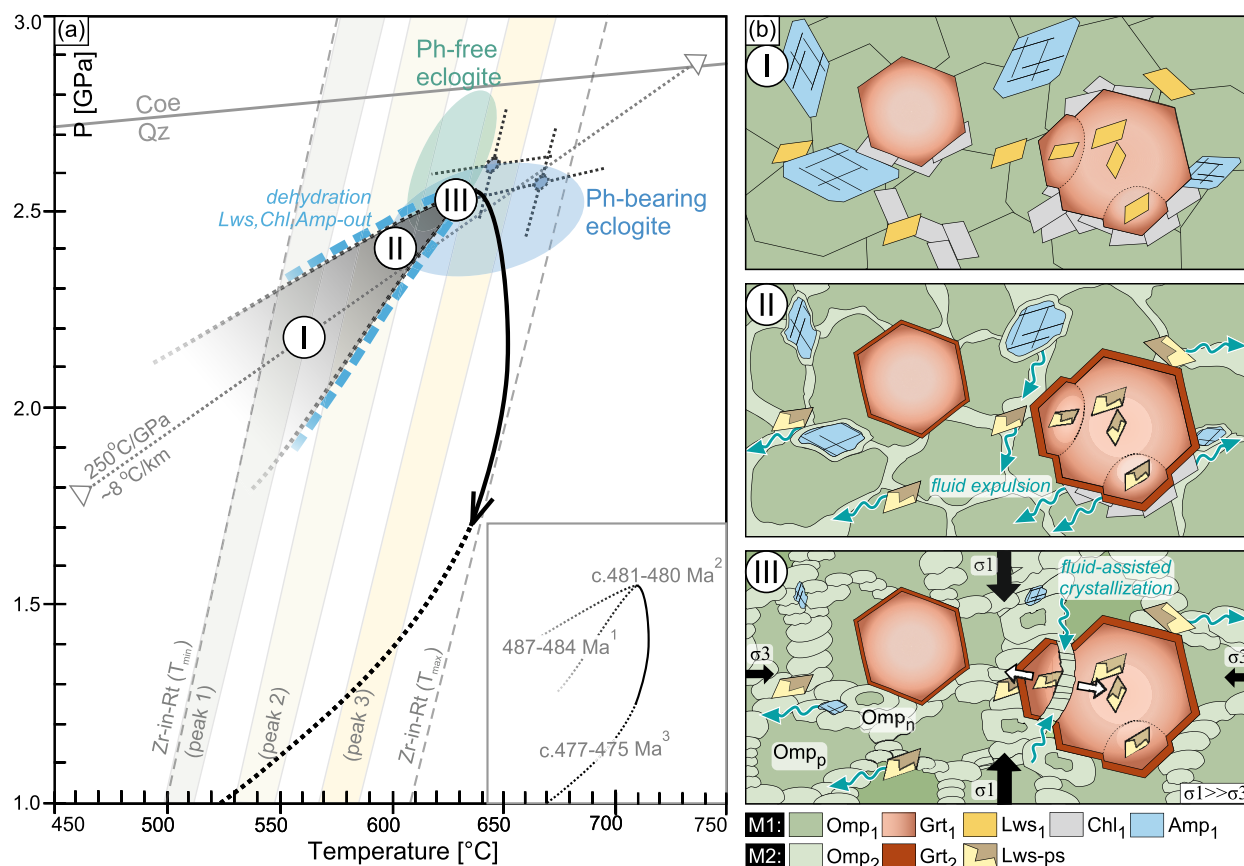 (a)
P [GPa]
3.0
2.5
2.0
1.5
1.0
Coe
Qz
Ph-free
eclogite
dehydration
Lws,Chl,Amp-out
Ph-bearing
eclogite
III
II
I
250°C/GPa
~8 °C/km
Zr-in-Rt (Tmin)
(peak 1)
(peak 2)
(peak 3)
Zr-in-Rt (Tmax)
c.481-480 Ma²
487-484 Ma¹
c.477-475 Ma³
450
500
550
600
650
700
750
Temperature [°C]
(b)
I
II
fluid expulsion
III
σ1
fluid-assisted
crystallization
σ3
σ3
Ompn
Ompp
σ1
σ1>>σ3
M1: Omp₁ Grt₁ Lws₁ Chl₁ Amp₁
M2: Omp₂ Grt₂ Lws-ps